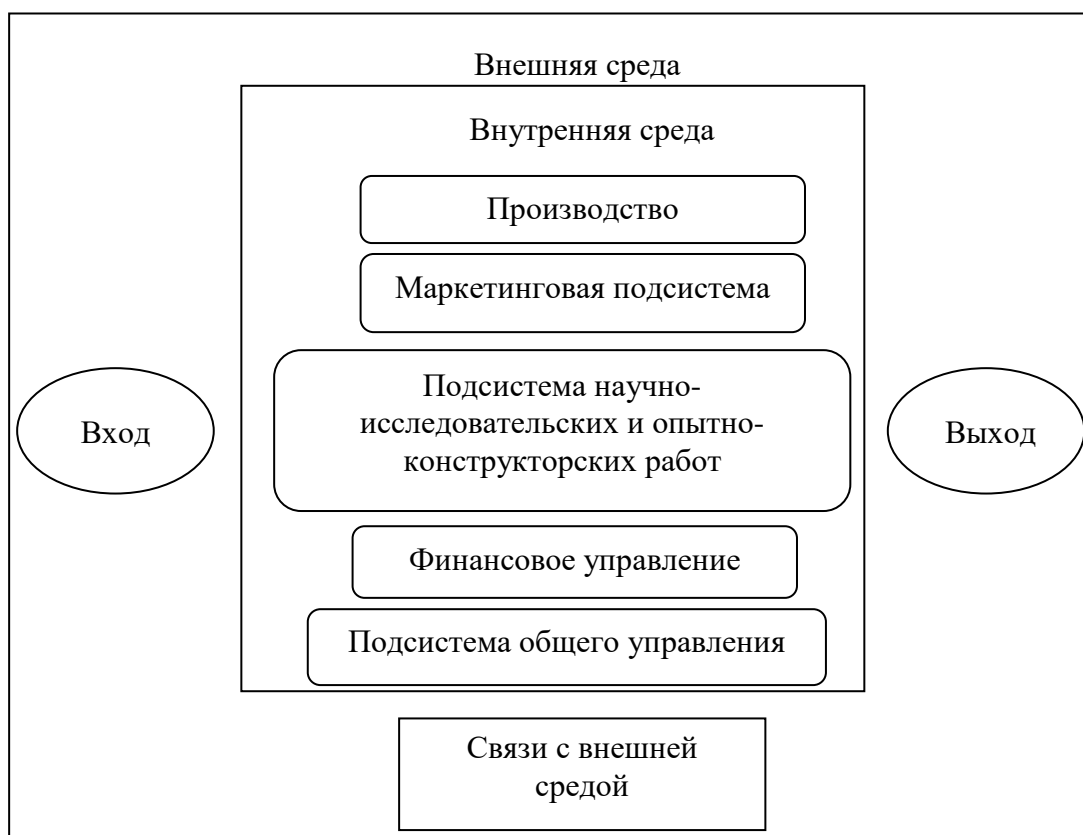 Внешняя среда
Внутренняя среда
Производство
Маркетинговая подсистема
Подсистема научно-
исследовательских и опытно-
конструкторских работ
Вход
Выход
Финансовое управление
Подсистема общего управления
Связи с внешней
средой